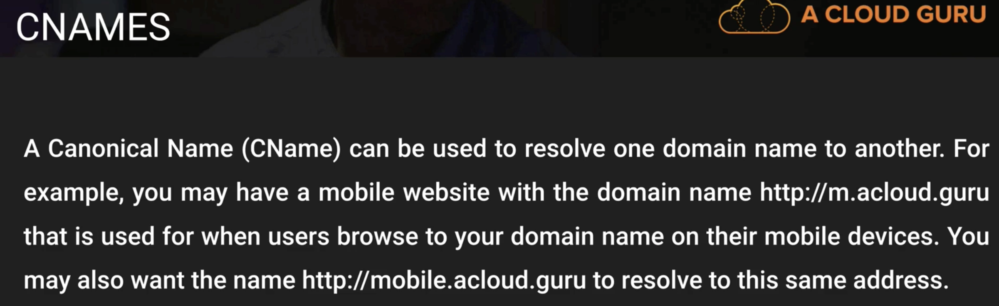 CNAMES
A CLOUD GURU
A Canonical Name (CName) can be used to resolve one domain name to another. For
example, you may have a mobile website with the domain name http://m.acloud.guru
that is used for when users browse to your domain name on their mobile devices. You
may also want the name http://mobile.acloud.guru to resolve to this same address.